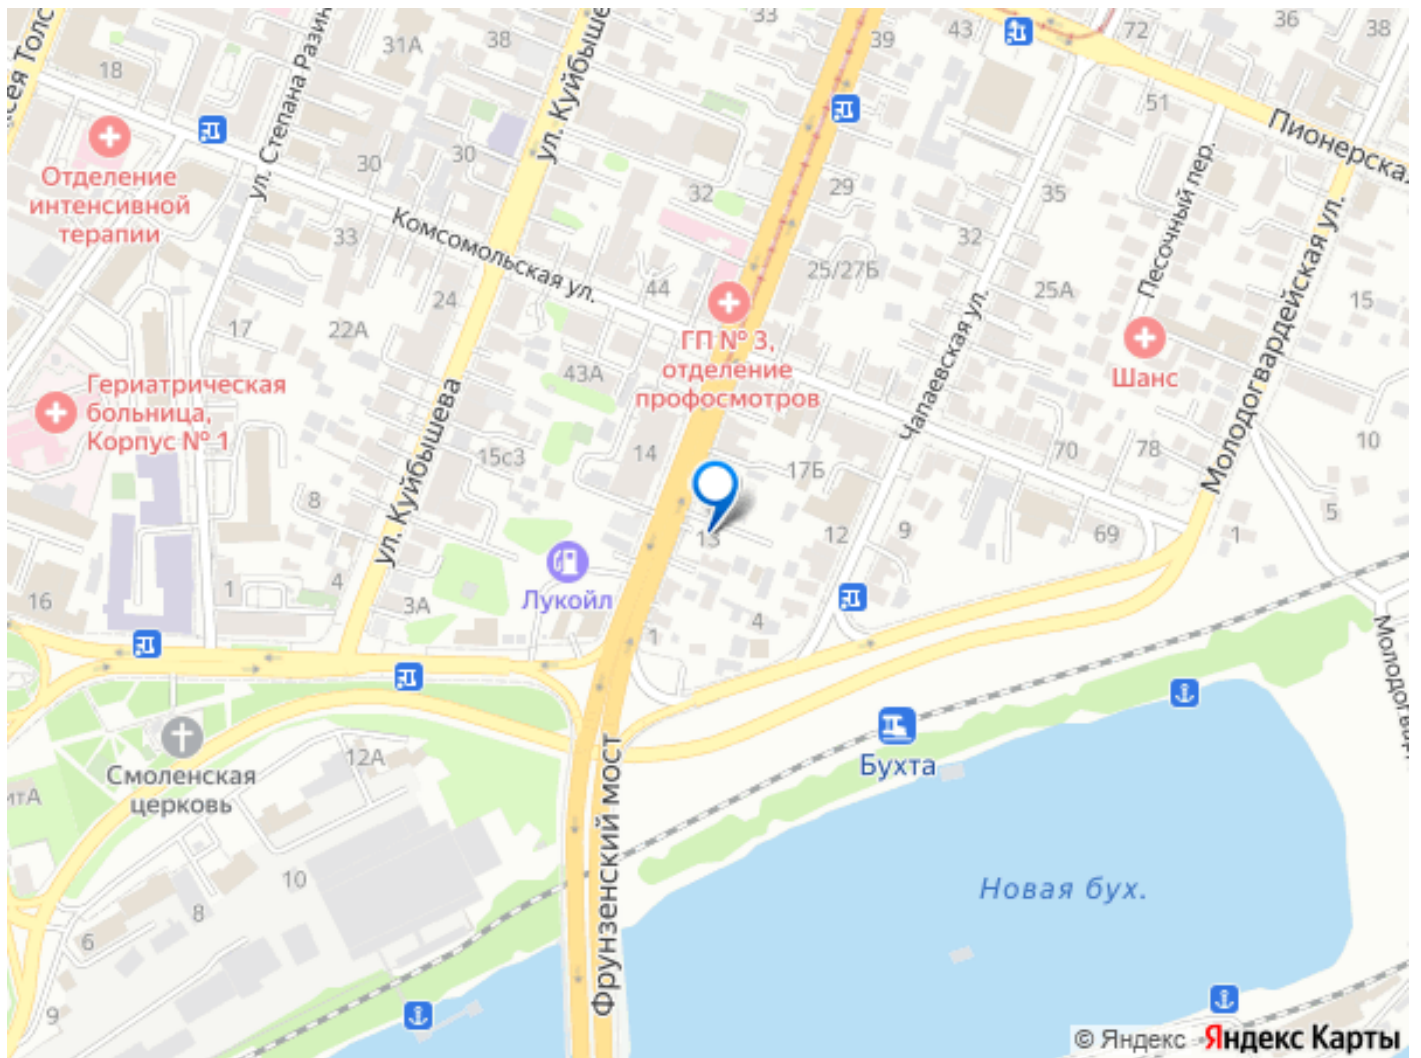 33
39
43
72
36
38
31А
38
18
ул. Степана Разин
ул. Куйбыше
51
Пионерская
Отделение
интенсивной
терапии
30
30
32
29
35
Песочный пер.
Комсомольская ул.
33
32
25/27Б
44
25А
15
24
17
22А
ГП № 3,
отделение
профосмотров
Шанс
Чапаевская ул.
Молодогвардейская ул.
43А
Гериатрическая
больница,
Корпус № 1
ул. Куйбышева
15с3
14
17Б
70
78
10
8
13
12
9
69
1
5
Лукойл
16
1
4
3А
1
4
Молодогвар
Смоленская
церковь
12А
Фрунзенский мост
Бухта
итА
10
8
6
9
Новая бух.
© Яндекс
Яндекс Карты